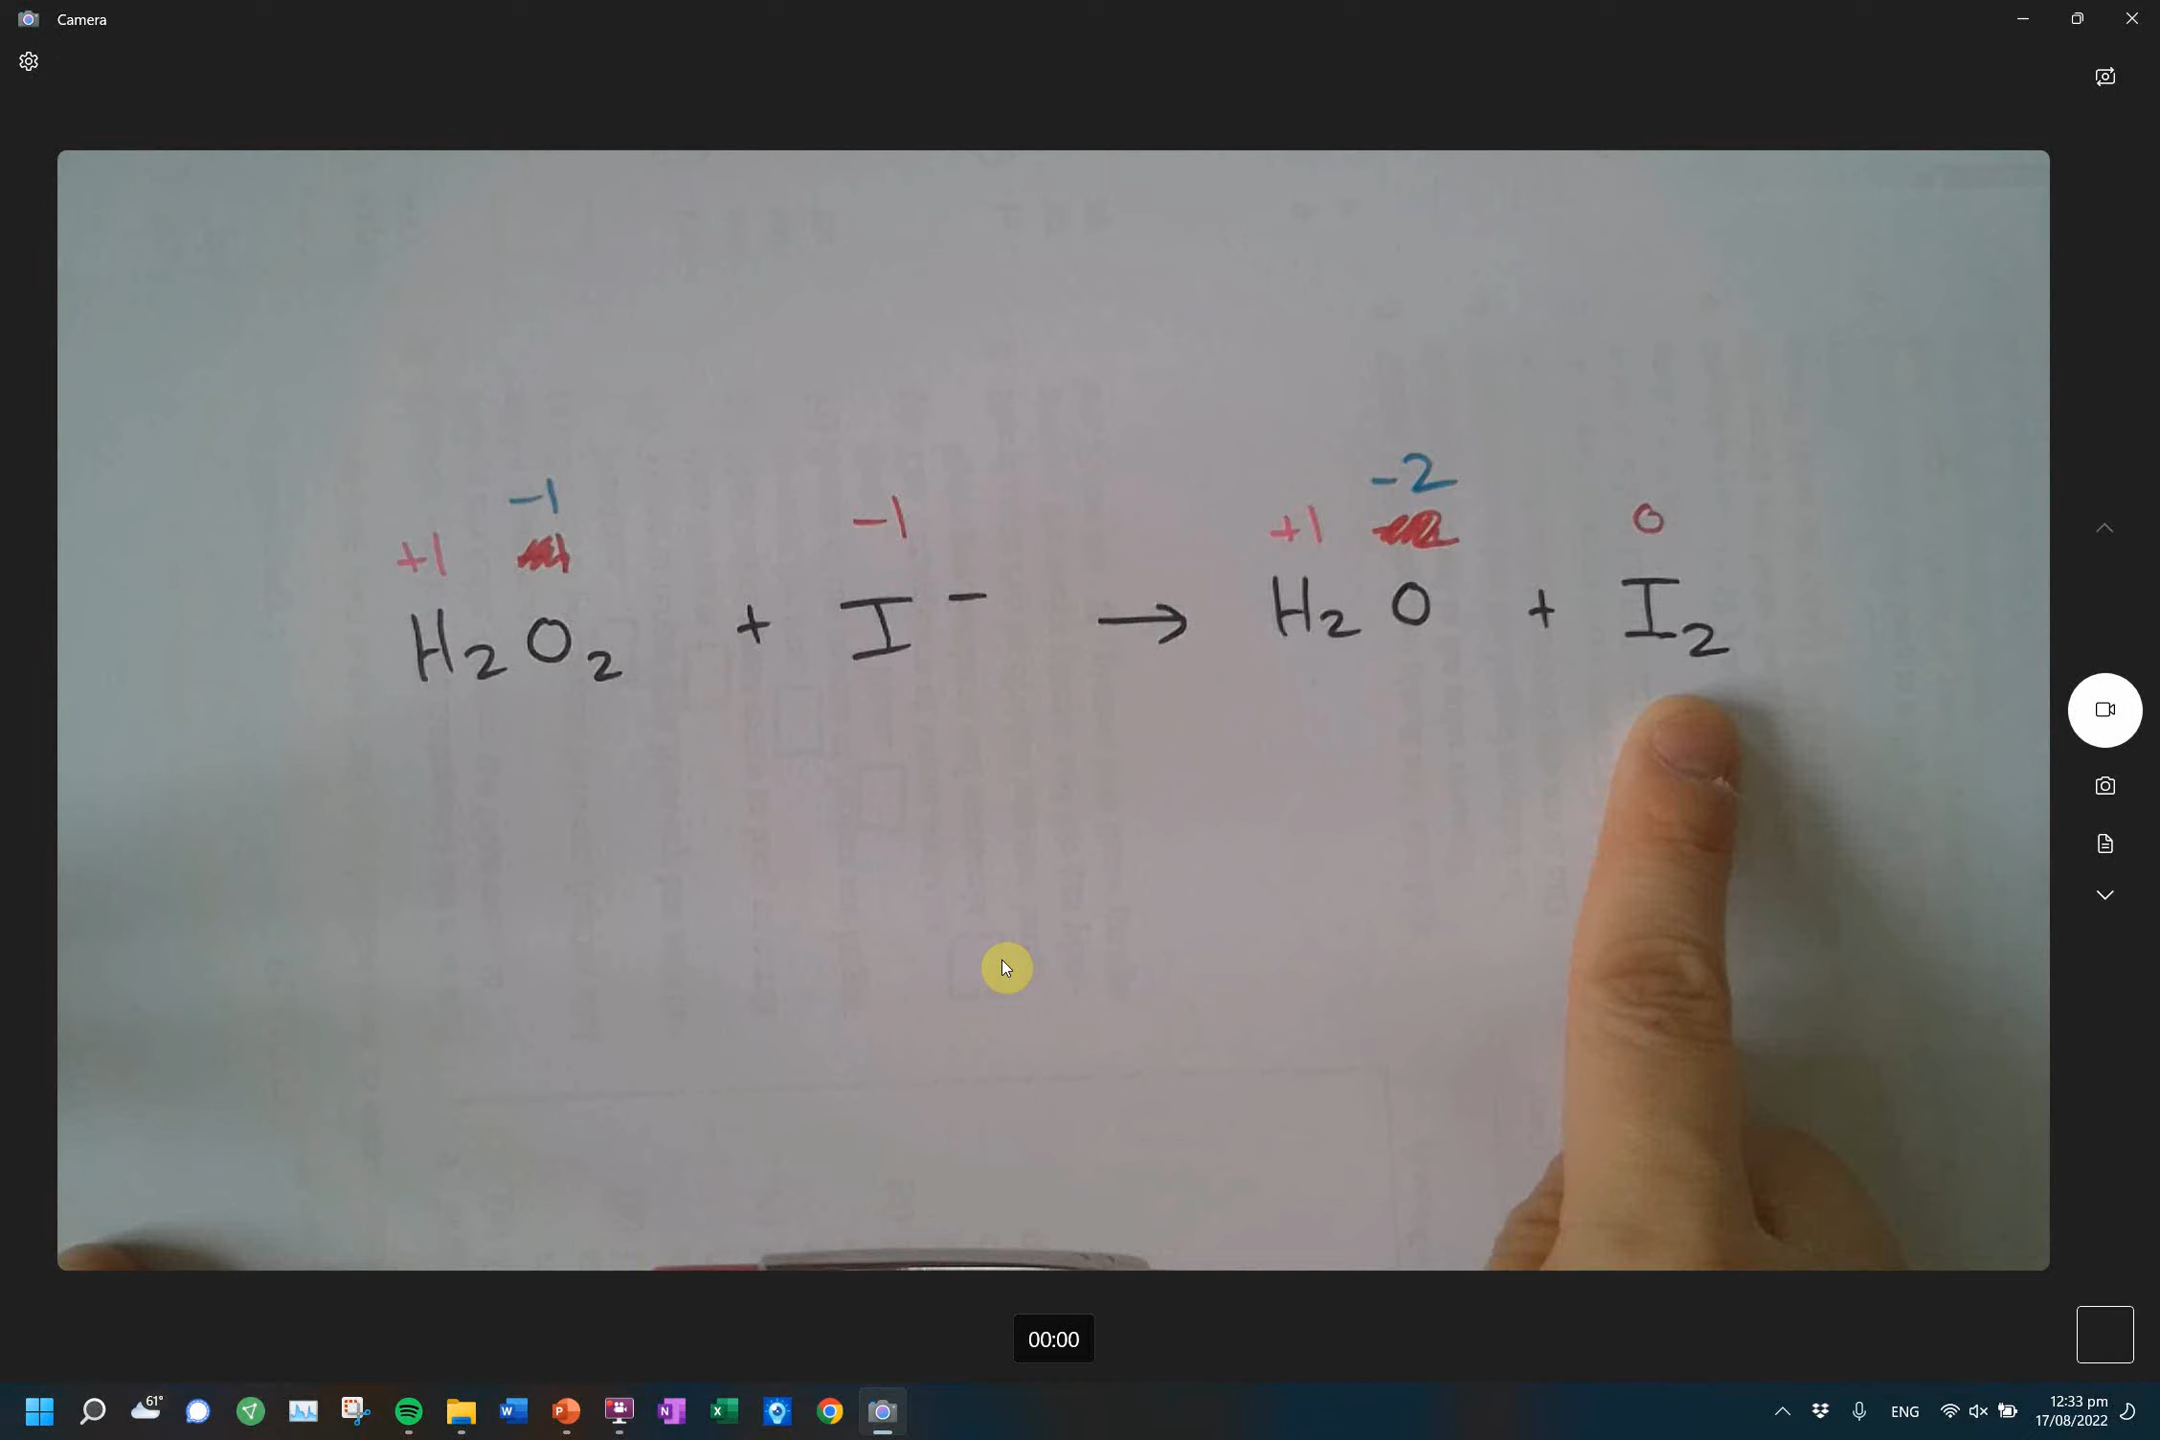 Camera
-1 -2
+1 -1 +1 0
H₂O₂ + I⁻ → H₂O + I₂
00:00
61°
ENG
12:33 pm
17/08/2022